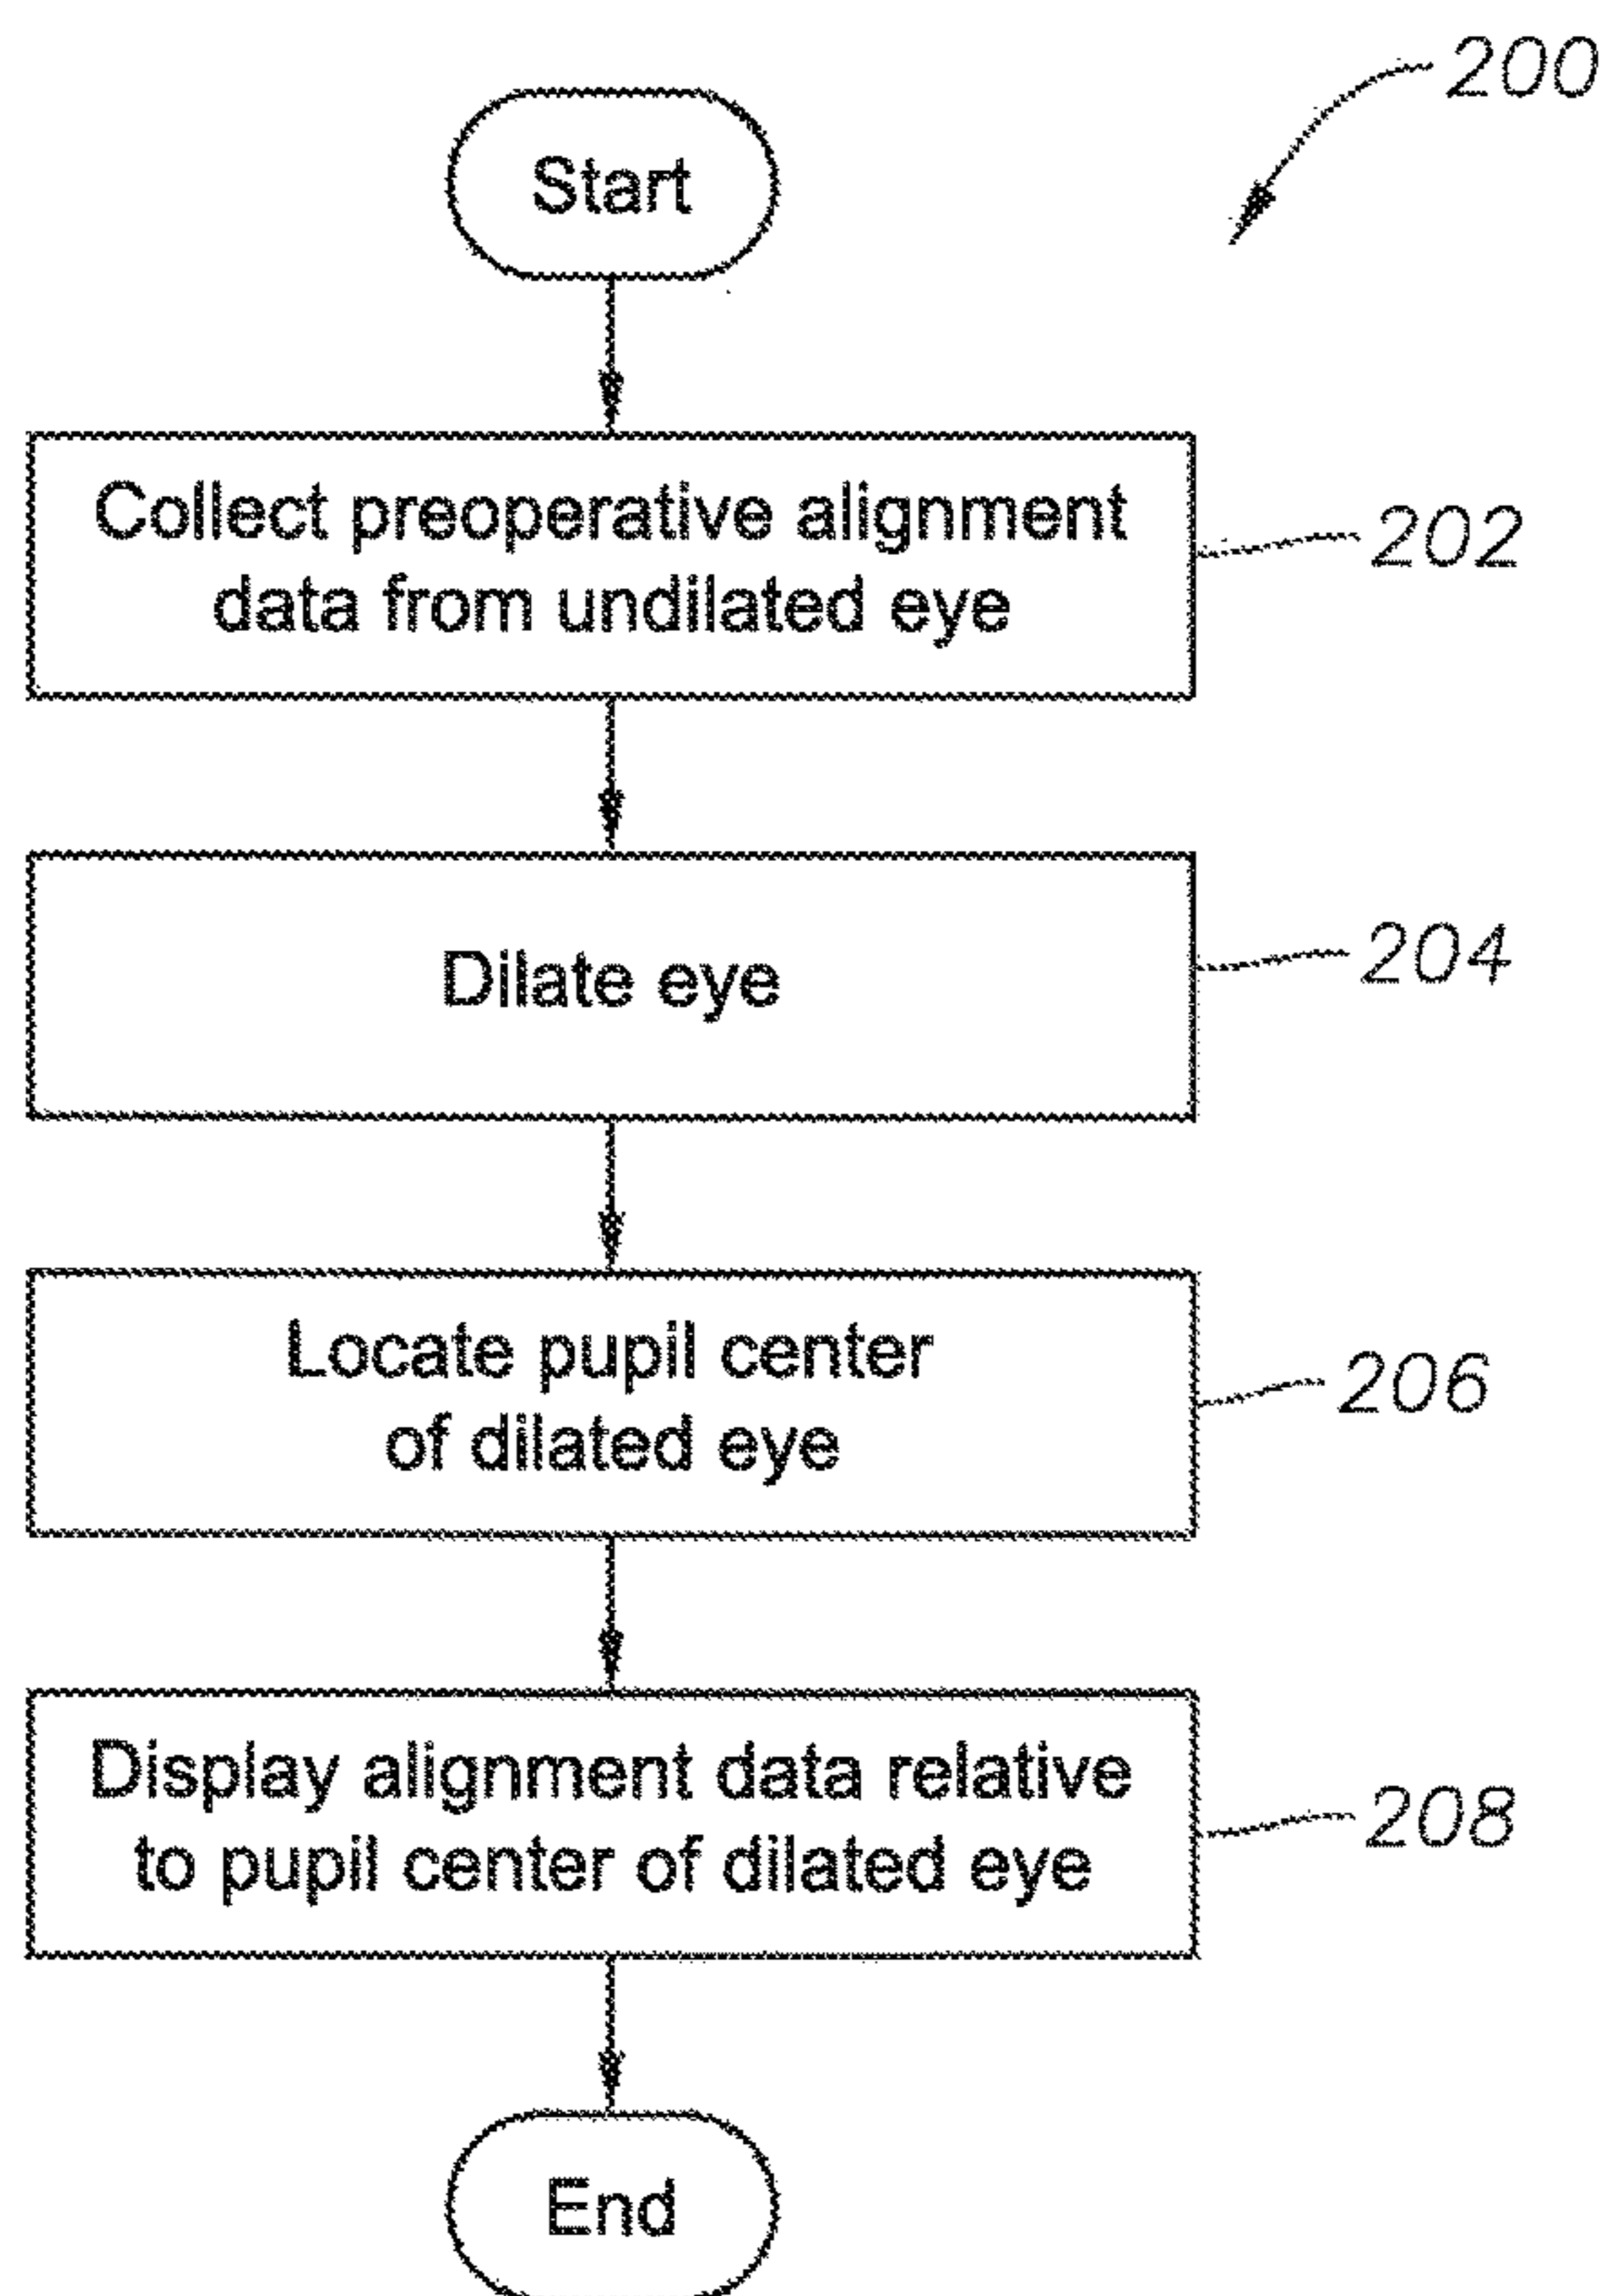 200
Start
Collect preoperative alignment
data from undilated eye
202
Dilate eye
204
Locate pupil center
of dilated eye
206
Display alignment data relative
to pupil center of dilated eye
208
End